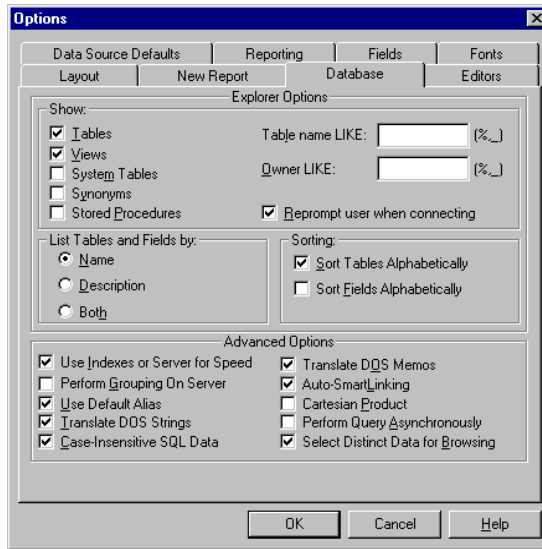 Options
Data Source Defaults Reporting Fields Fonts
Layout New Report Database Editors
Explorer Options
Show:
Tables Table name LIKE: (%,_)
Views
System Tables Owner LIKE: (%,_)
Synonyms
Stored Procedures Reprompt user when connecting
List Tables and Fields by: Sorting:
Name Sort Tables Alphabetically
Description Sort Fields Alphabetically
Both
Advanced Options
Use Indexes or Server for Speed Translate DOS Memos
Perform Grouping On Server Auto-SmartLinking
Use Default Alias Cartesian Product
Translate DOS Strings Perform Query Asynchronously
Case-Insensitive SQL Data Select Distinct Data for Browsing
OK Cancel Help